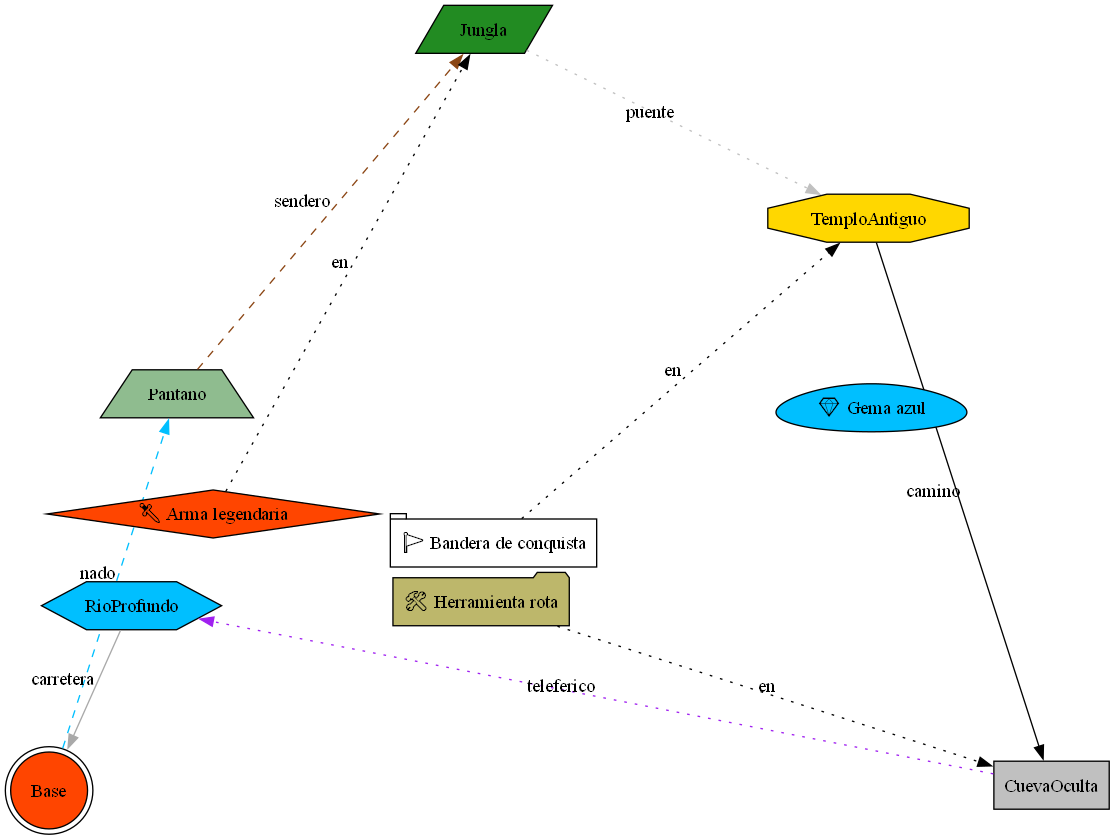 Jungla
puente
sendero
TemploAntiguo
en
en
Pantano
Gema azul
camino
Arma legendaria
Bandera de conquista
nado
RioProfundo
Herramienta rota
carretera
teleferico
en
Base
CuevaOculta